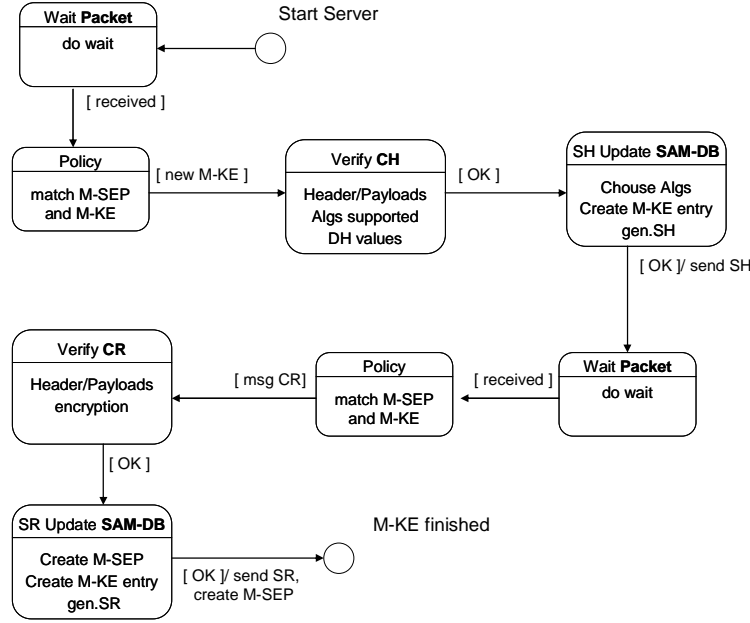 Wait Packet
do wait
Start Server
[ received ]
Policy
match M-SEP
and M-KE
[ new M-KE ]
Verify CH
Header/Payloads
Algs supported
DH values
[ OK ]
SH Update SAM-DB
Chouse Algs
Create M-KE entry
gen.SH
[ OK ]/ send SH
Wait Packet
do wait
[ received ]
Policy
match M-SEP
and M-KE
[ msg CR]
Verify CR
Header/Payloads
encryption
[ OK ]
SR Update SAM-DB
Create M-SEP
Create M-KE entry
gen.SR
[ OK ]/ send SR,
create M-SEP
M-KE finished